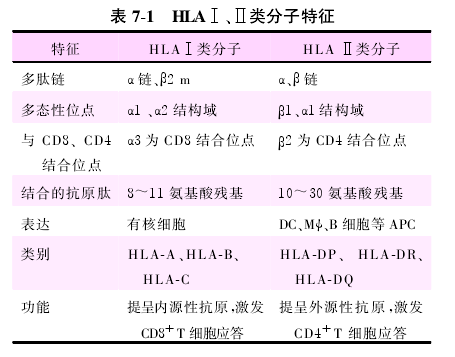 表 7-1 HLAⅠ、Ⅱ类分子特征
特征 HLAⅠ类分子 HLA Ⅱ类分子
多肽链 α链、β2 m α、β链
多态性位点 α1 、α2 结构域 β1、α1 结构域
与 CD8、CD4 α3 为 CD8 结合位点 β2 为 CD4 结合位点
结合位点
结合的抗原肽 8～11 氨基酸残基 10～30 氨基酸残基
表达 有核细胞 DC、Mφ、B 细胞等 APC
类别 HLA-A、HLA-B、 HLA-DP、 HLA-DR、
HLA-C HLA-DQ
功能 提呈内源性抗原,激发 提呈外源性抗原,激发
CD8+ T 细胞应答 CD4+ T 细胞应答